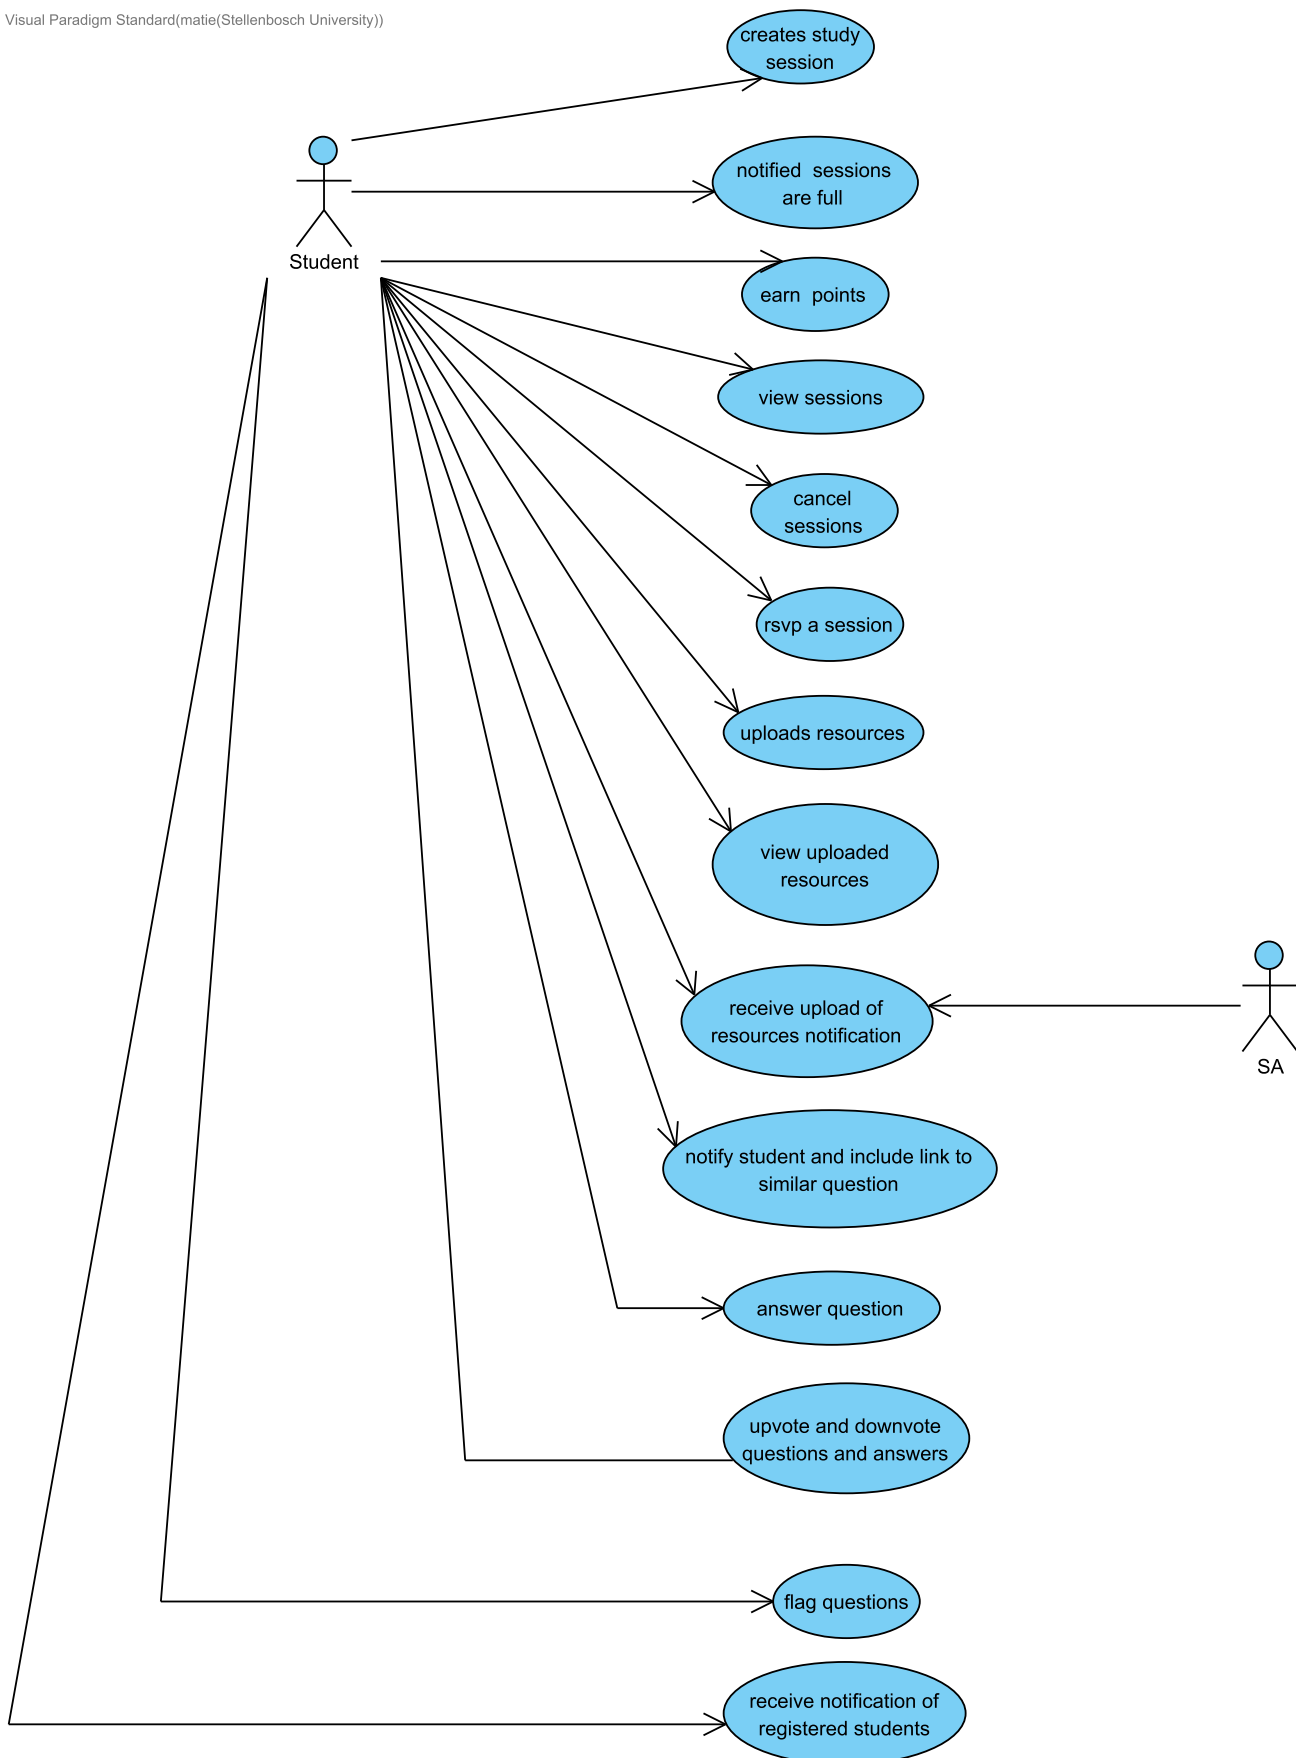 Visual Paradigm Standard(matie(Stellenbosch University))
creates study
session
notified  sessions
are full
Student
earn  points
view sessions
cancel
sessions
rsvp a session
uploads resources
view uploaded
resources
receive upload of
resources notification
SA
notify student and include link to
similar question
answer question
upvote and downvote
questions and answers
flag questions
receive notification of
registered students